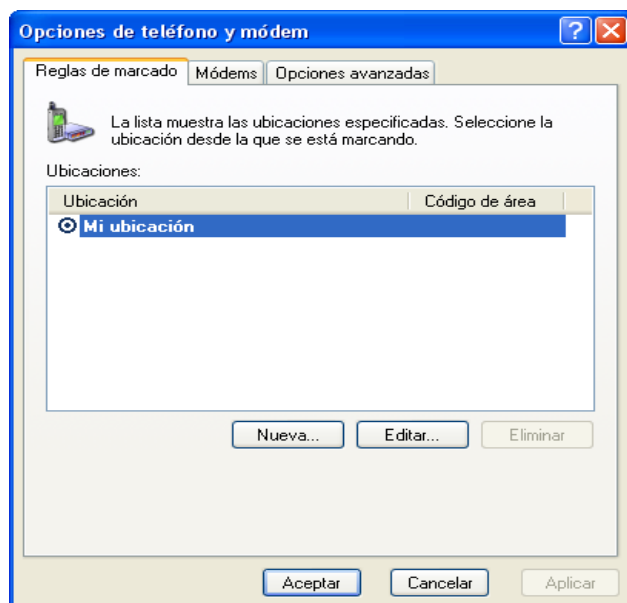 Opciones de teléfono y módem
Reglas de marcado
Módems
Opciones avanzadas
La lista muestra las ubicaciones especificadas. Seleccione la
ubicación desde la que se está marcando.
Ubicaciones:
Ubicación Código de área
Mi ubicación
Nueva... Editar... Eliminar
Aceptar Cancelar Aplicar